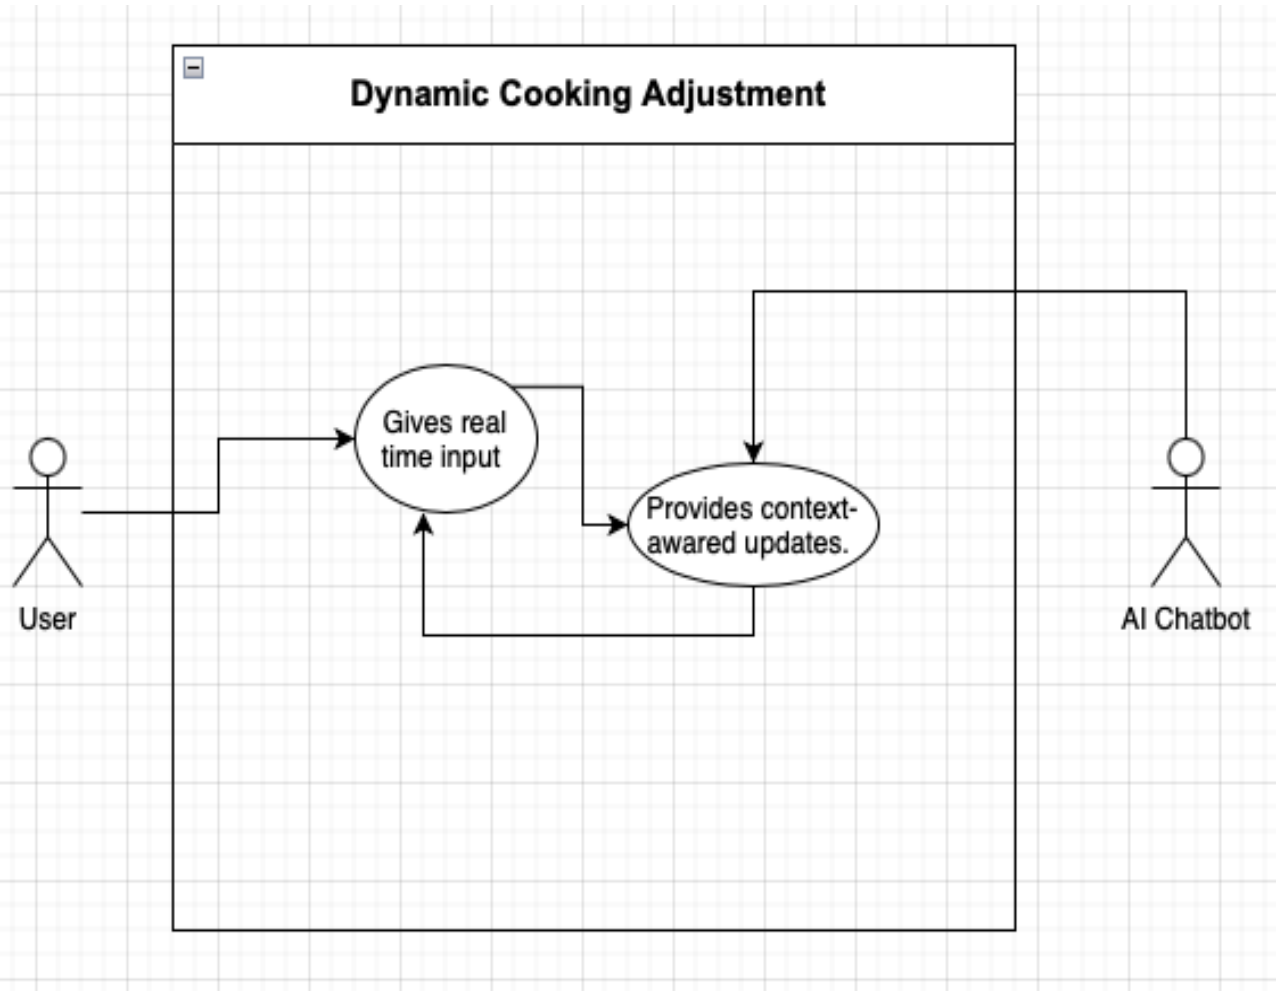 Dynamic Cooking Adjustment
Gives real
time input
Provides context-
awared updates.
User
AI Chatbot